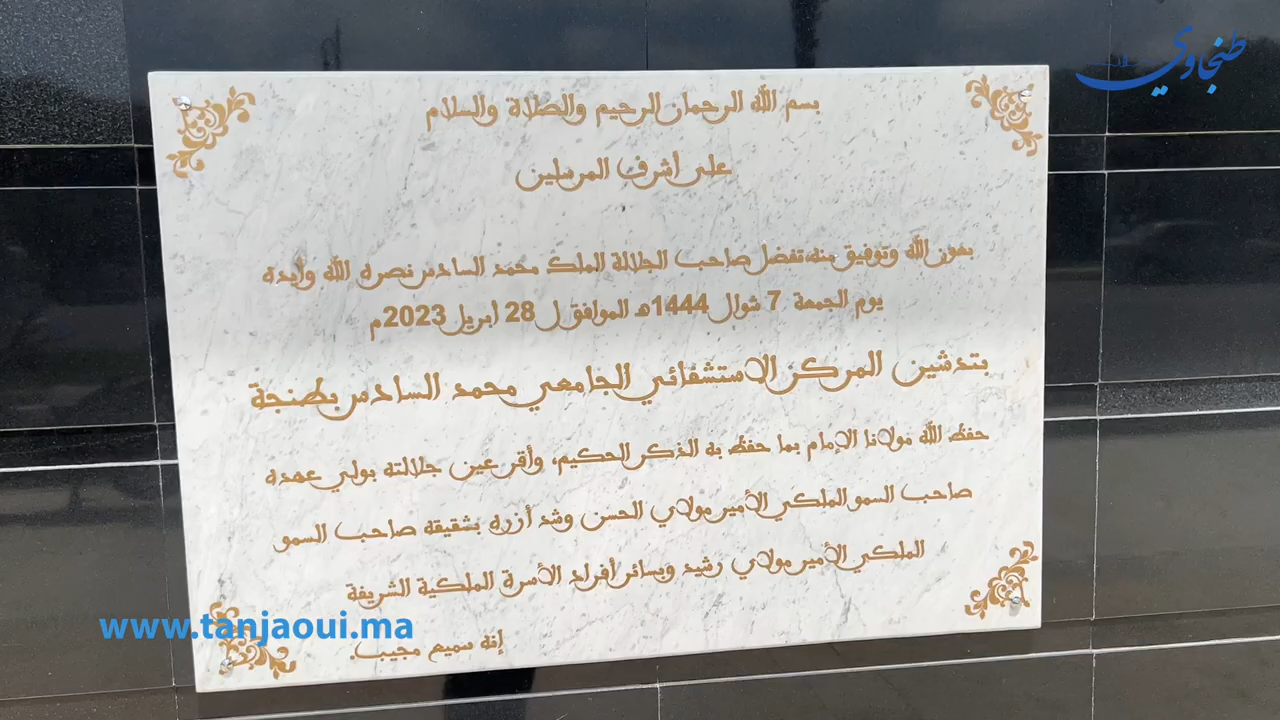 طنجاوي
بسم الله الرحمان الرحيم والصلاة والسلام
على أشرف المرسلين
بعون الله وتوفيق منه، تفضل صاحب الجلالة الملك محمد السادس نصره الله وأيده
يوم الجمعة 7 شوال 1444ه الموافق ل 28 أبريل 2023م
بتدشين المركز الاستشفائي الجامعي محمد السادس بطنجة
حفظ الله مولانا الإمام بما حفظ به الذكر الحكيم، وأقر عين جلالته بولي عهده
صاحب السمو الملكي الأمير مولاي الحسن وشد أزره بشقيقه صاحب السمو
الملكي الأمير مولاي رشيد وبسائر أفراد الأسرة الملكية الشريفة
إنه سميع مجيب.
www.tanjaoui.ma